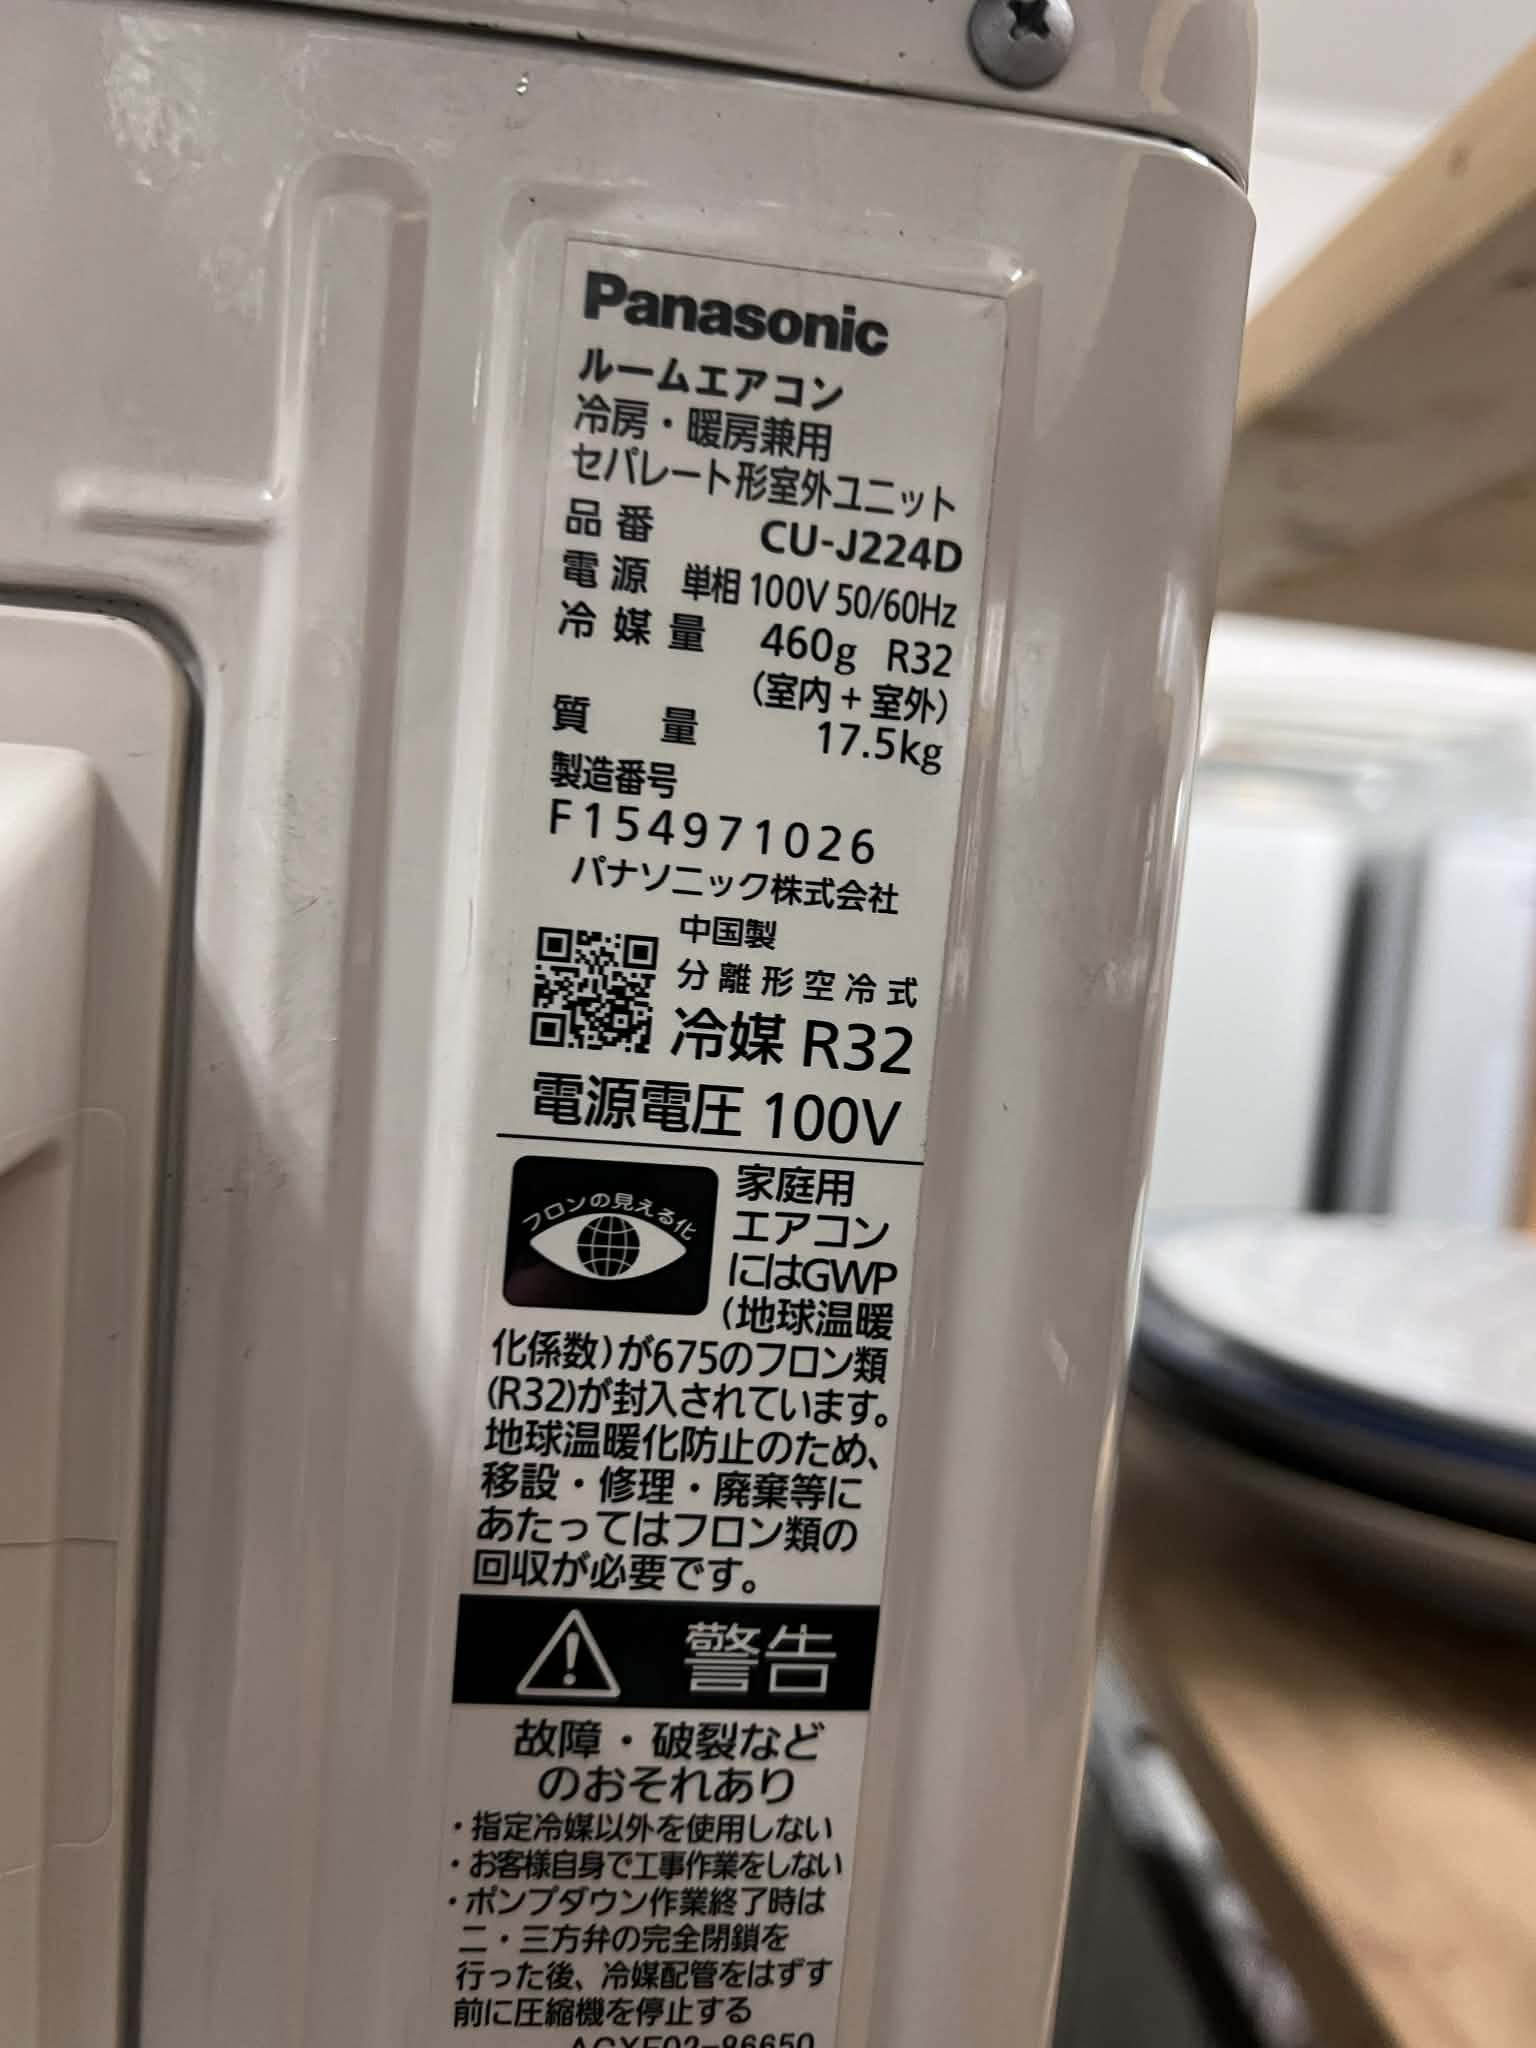 Panasonic
ルームエアコン
冷房・暖房兼用
セパレート形室外ユニット
品番 CU-J224D
電源 単相100V 50/60Hz
冷媒量 460g R32
(室内+室外)
質量 17.5kg
製造番号
F154971026
パナソニック株式会社
中国製
分離形空冷式
冷媒 R32
電源電圧 100V
フロンの見える化
家庭用
エアコン
にはGWP
(地球温暖
化係数)が675のフロン類
(R32)が封入されています。
地球温暖化防止のため、
移設・修理・廃棄等に
あたってはフロン類の
回収が必要です。
警告
故障・破裂など
のおそれあり
・指定冷媒以外を使用しない
・お客様自身で工事作業をしない
・ポンプダウン作業終了時は
二・三方弁の完全閉鎖を
行った後、冷媒配管をはずす
前に圧縮機を停止する
ACXF02-86650